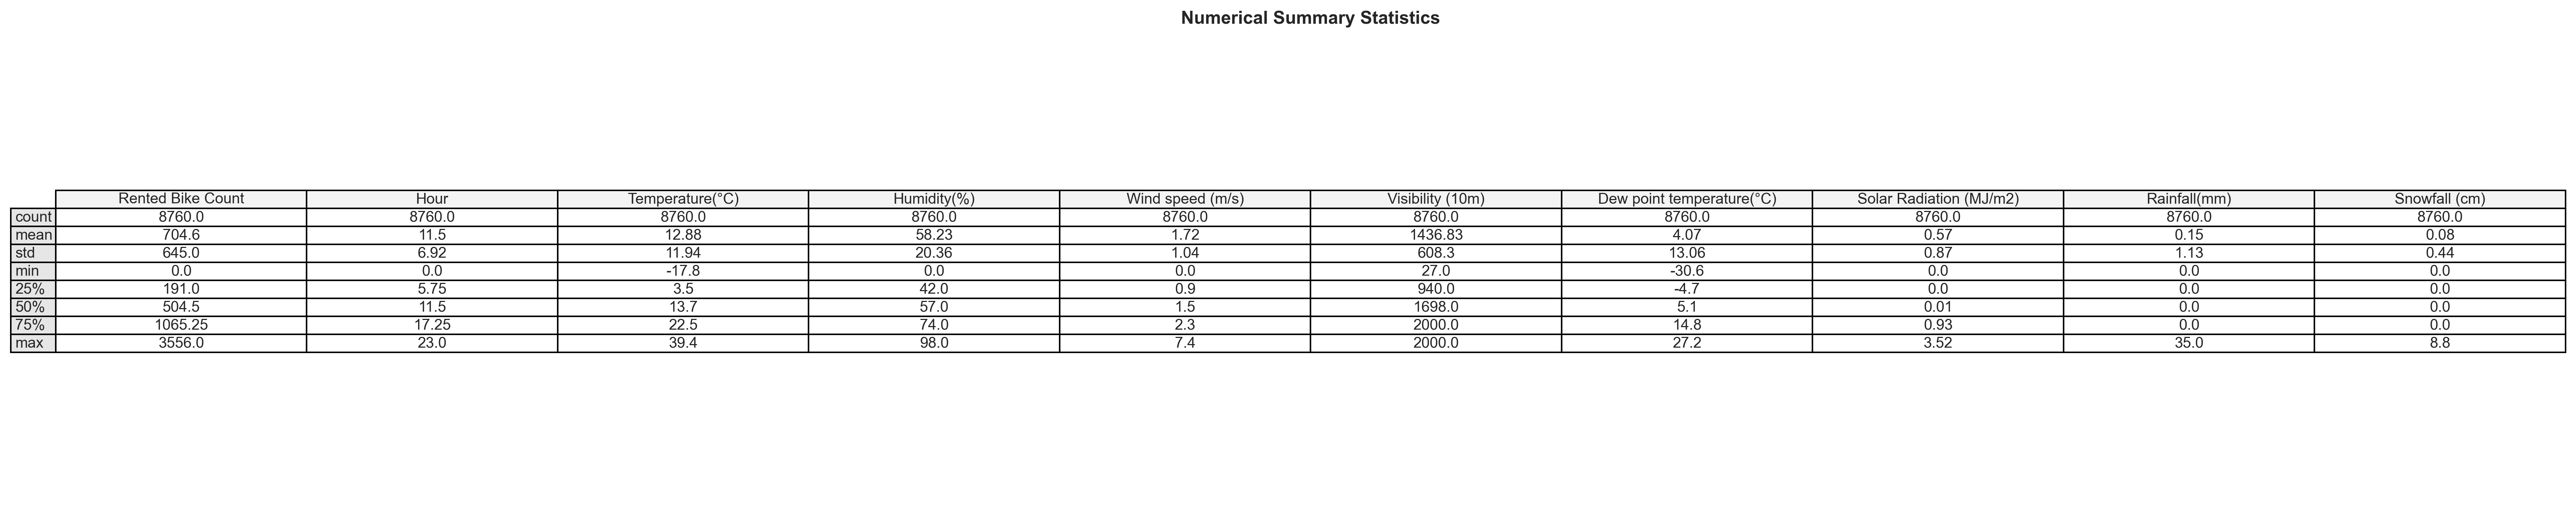 Numerical Summary Statistics
Rented Bike Count Hour Temperature(°C) Humidity(%) Wind speed (m/s) Visibility (10m) Dew point temperature(°C) Solar Radiation (MJ/m2) Rainfall(mm) Snowfall (cm)
count 8760.0 8760.0 8760.0 8760.0 8760.0 8760.0 8760.0 8760.0 8760.0 8760.0
mean 704.6 11.5 12.88 58.23 1.72 1436.83 4.07 0.57 0.15 0.08
std 645.0 6.92 11.94 20.36 1.04 608.3 13.06 0.87 1.13 0.44
min 0.0 0.0 -17.8 0.0 0.0 27.0 -30.6 0.0 0.0 0.0
25% 191.0 5.75 3.5 42.0 0.9 940.0 -4.7 0.0 0.0 0.0
50% 504.5 11.5 13.7 57.0 1.5 1698.0 5.1 0.01 0.0 0.0
75% 1065.25 17.25 22.5 74.0 2.3 2000.0 14.8 0.93 0.0 0.0
max 3556.0 23.0 39.4 98.0 7.4 2000.0 27.2 3.52 35.0 8.8